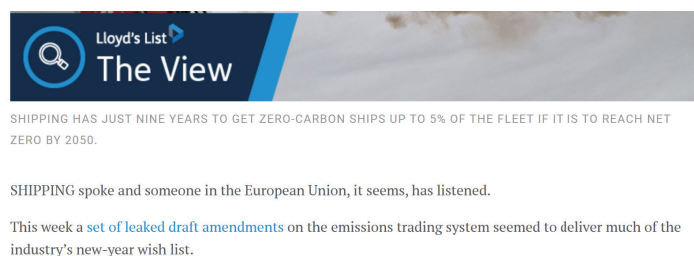 Lloyd's List
The View
SHIPPING HAS JUST NINE YEARS TO GET ZERO-CARBON SHIPS UP TO 5% OF THE FLEET IF IT IS TO REACH NET
ZERO BY 2050.
SHIPPING spoke and someone in the European Union, it seems, has listened.
This week a set of leaked draft amendments on the emissions trading system seemed to deliver much of the
industry’s new-year wish list.